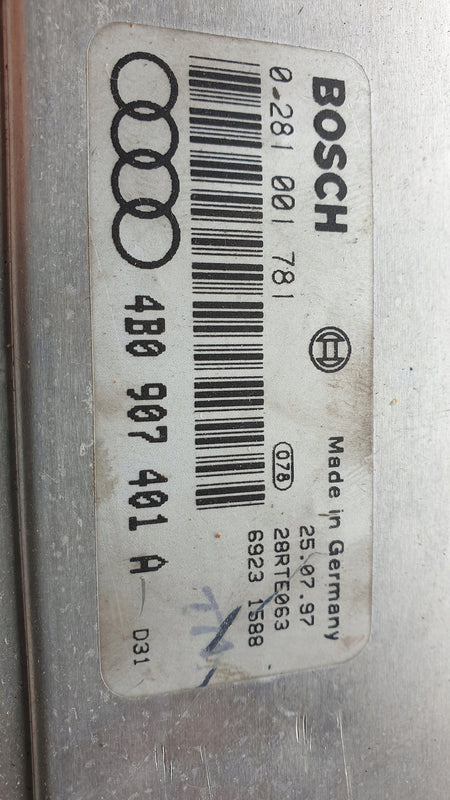 BOSCH
Made in Germany
0 281 001 781
078
25.07.97
28RTE063
6923 1588
4B0 907 401 A
D31